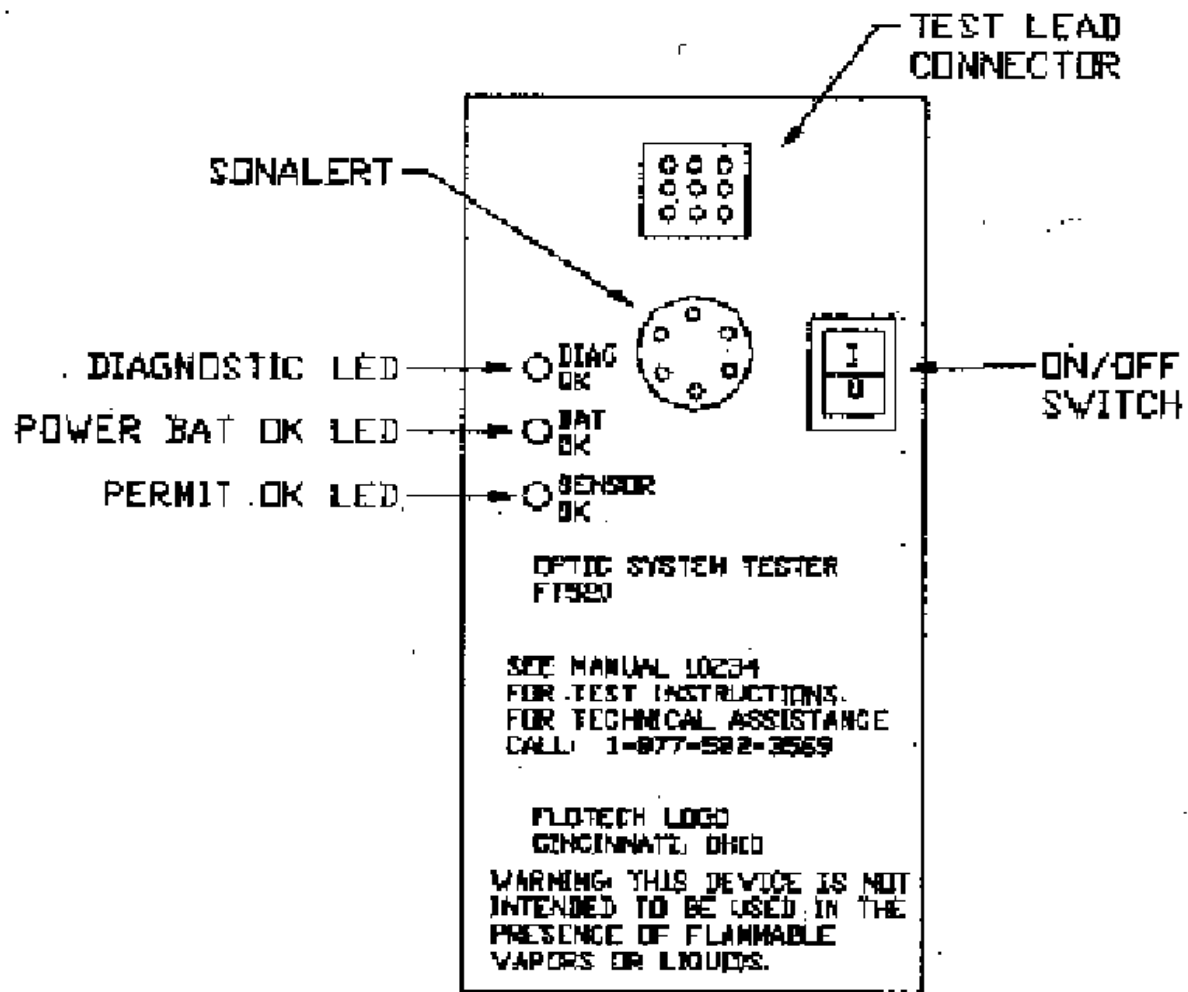 TEST LEAD
CONNECTOR
SONALERT
DIAGNOSTIC LED
DIAG
OK
I
O
ON/OFF
SWITCH
POWER BAT OK LED
BAT
OK
PERMIT OK LED
SENSOR
OK
OPTIC SYSTEM TESTER
FT520
SEE MANUAL 10234
FOR TEST INSTRUCTIONS.
FOR TECHNICAL ASSISTANCE
CALL: 1-877-582-3569
FLOTECH LOGO
CINCINNATI, OHIO
WARNING: THIS DEVICE IS NOT
INTENDED TO BE USED IN THE
PRESENCE OF FLAMMABLE
VAPORS OR LIQUIDS.